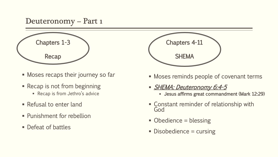 Deuteronomy – Part 1
Chapters 1-3
Recap
• Moses recaps their journey so far
• Recap is not from beginning
• Recap is from Jethro's advice
• Refusal to enter land
• Punishment for rebellion
• Defeat of battles
Chapters 4-11
SHEMA
• Moses reminds people of covenant terms
• SHEMA: Deuteronomy 6:4-5
• Jesus affirms great commandment (Mark 12:29)
• Constant reminder of relationship with
God
• Obedience = blessing
• Disobedience = cursing